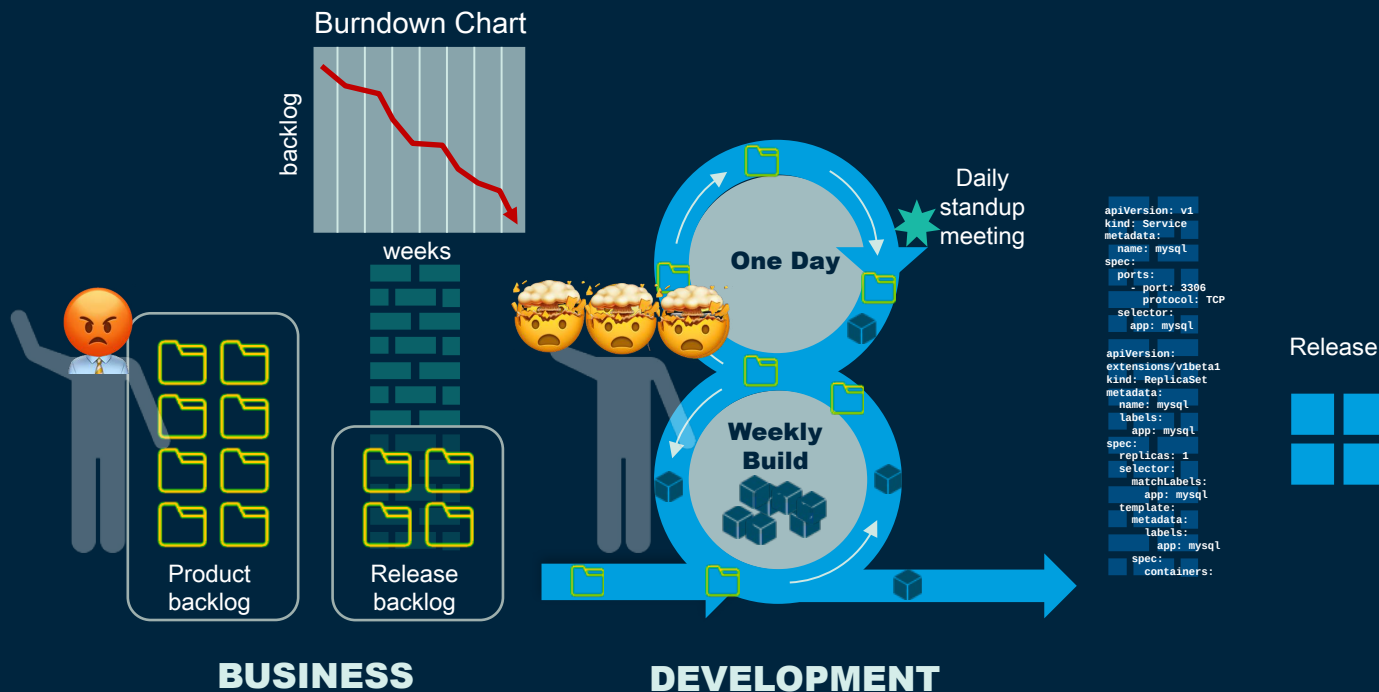 Burndown Chart
backlog
weeks
Product
backlog
Release
backlog
BUSINESS
One Day
Daily
standup
meeting
Weekly
Build
DEVELOPMENT
apiVersion: v1
kind: Service
metadata:
  name: mysql
spec:
  ports:
    - port: 3306
      protocol: TCP
  selector:
    app: mysql
apiVersion:
extensions/v1beta1
kind: ReplicaSet
metadata:
  name: mysql
  labels:
    app: mysql
spec:
  replicas: 1
  selector:
    matchLabels:
      app: mysql
  template:
    metadata:
      labels:
        app: mysql
    spec:
      containers:
Release